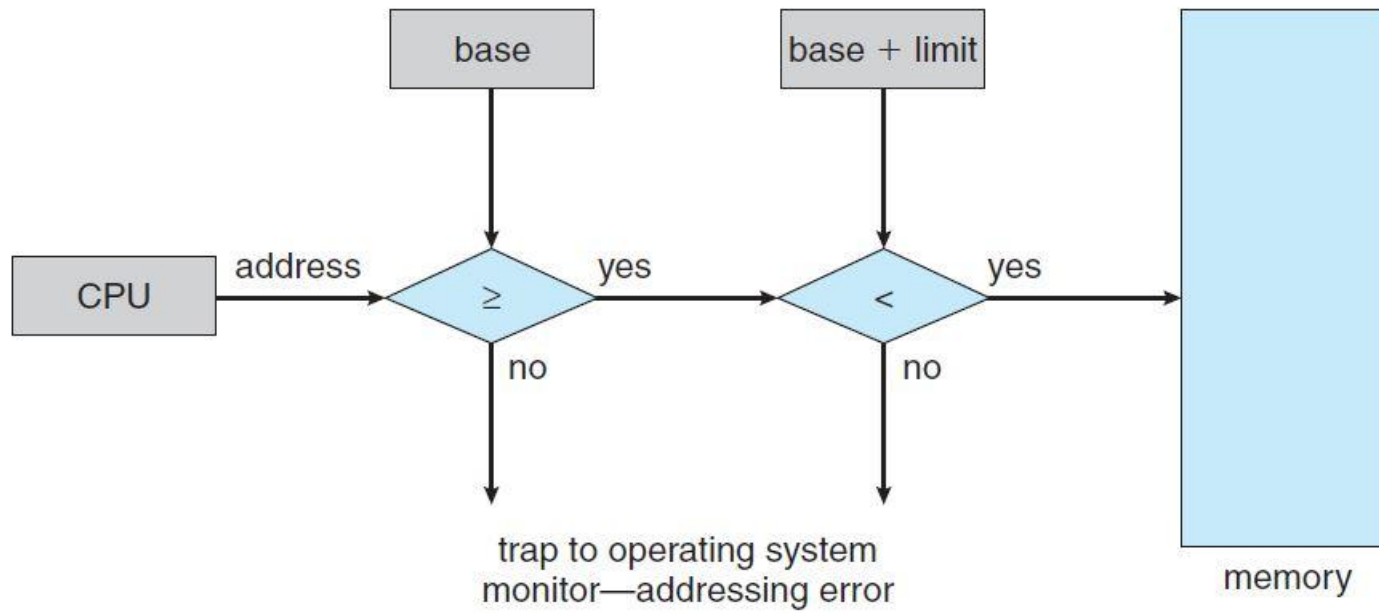 base
base + limit
CPU
address
≥
yes
<
yes
no
no
trap to operating system
monitor—addressing error
memory